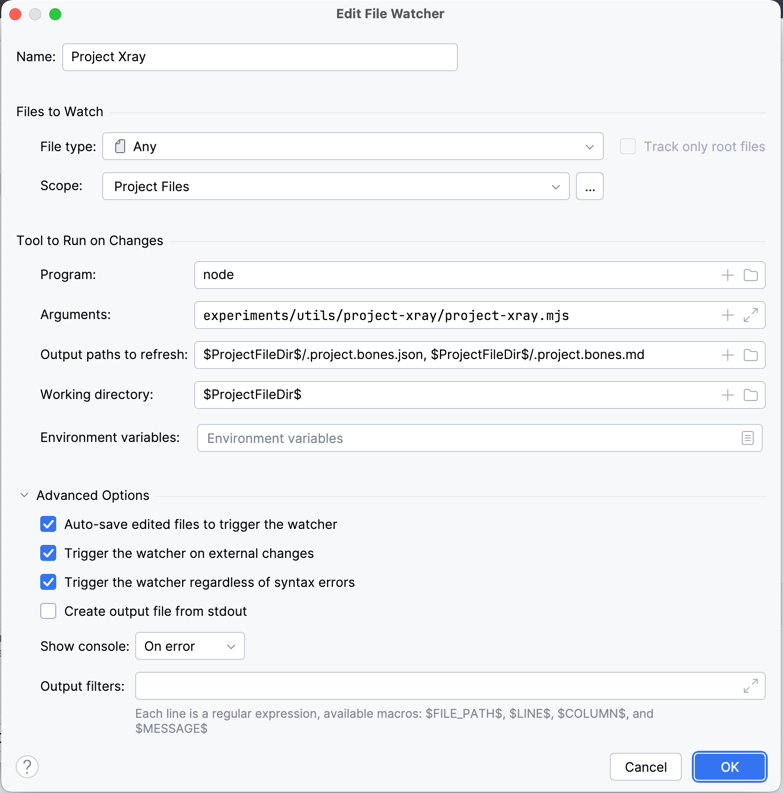 Edit File Watcher
Name: Project Xray
Files to Watch
File type: Any Track only root files
Scope: Project Files ...
Tool to Run on Changes
Program: node
Arguments: experiments/utils/project-xray/project-xray.mjs
Output paths to refresh: $ProjectFileDir$/.project.bones.json, $ProjectFileDir$/.project.bones.md
Working directory: $ProjectFileDir$
Environment variables: Environment variables
Advanced Options
Auto-save edited files to trigger the watcher
Trigger the watcher on external changes
Trigger the watcher regardless of syntax errors
Create output file from stdout
Show console: On error
Output filters:
Each line is a regular expression, available macros: $FILE_PATH$, $LINE$, $COLUMN$, and
$MESSAGE$
? Cancel OK